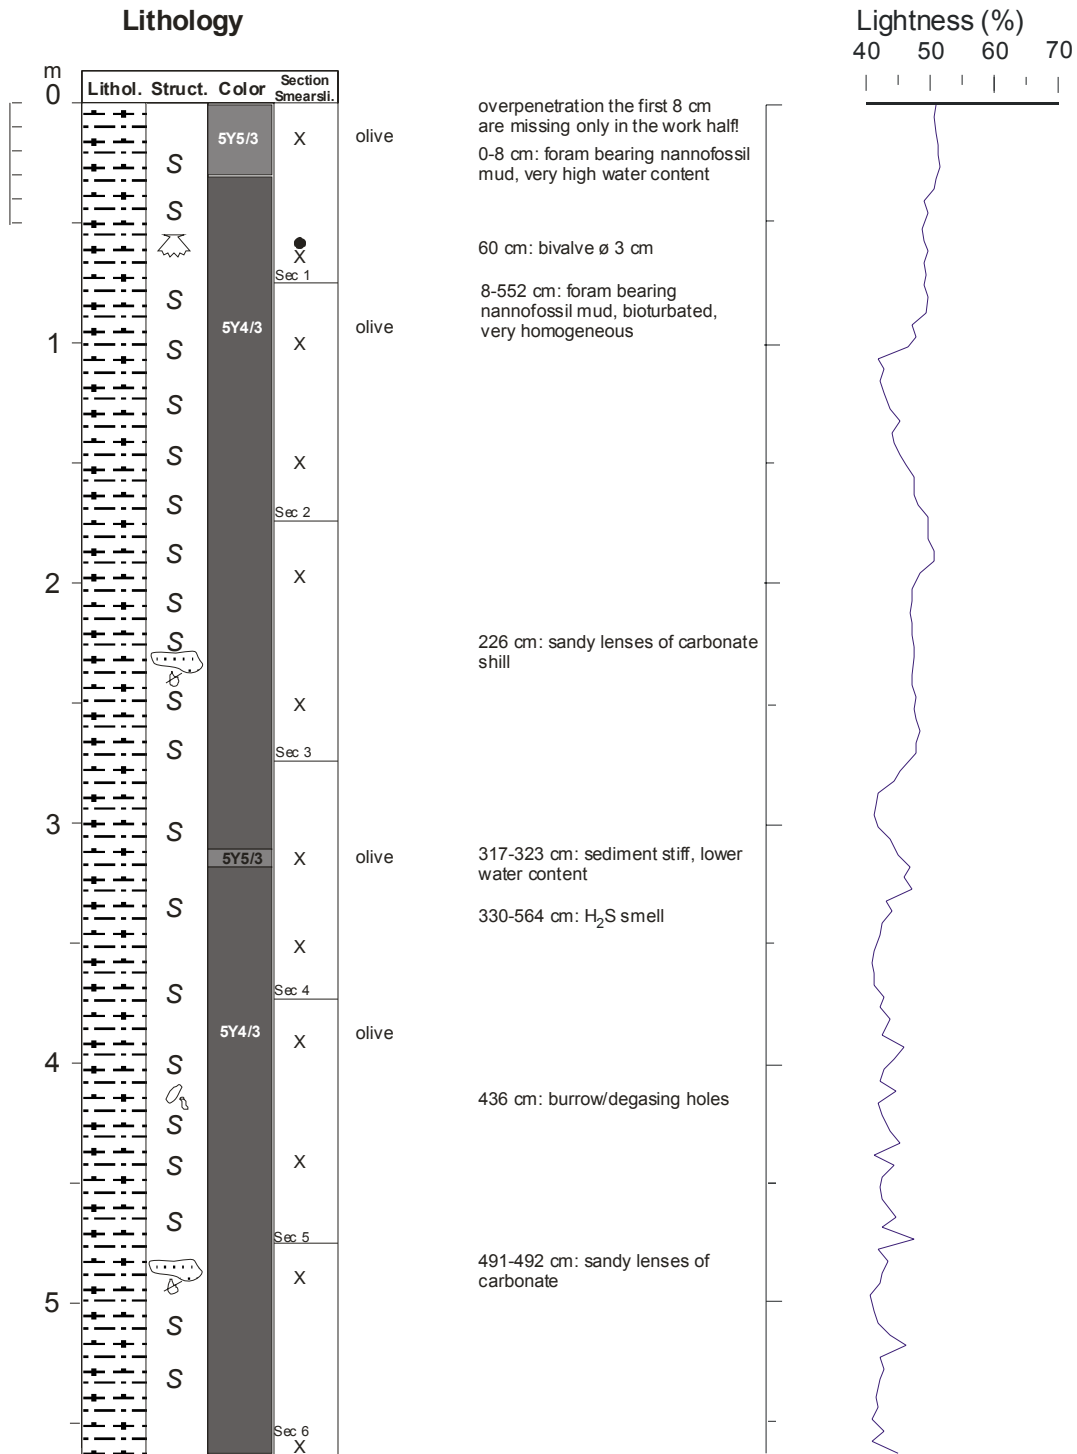 Lithology
Lightness (%)
40 50 60 70
m
0
Lithol. Struct. Color Section Smearsli.
5Y5/3
X
olive
overpenetration the first 8 cm
are missing only in the work half!
0-8 cm: foram bearing nannofossil
mud, very high water content
S
S
60 cm: bivalve ø 3 cm
X
Sec 1
8-552 cm: foram bearing
nannofossil mud, bioturbated,
very homogeneous
S
5Y4/3
olive
1
S
X
S
S
X
S
Sec 2
S
2
X
S
S
226 cm: sandy lenses of carbonate
shill
S
X
S
Sec 3
3
S
5Y5/3
X
olive
317-323 cm: sediment stiff, lower
water content
S
330-564 cm: H₂S smell
X
S
Sec 4
5Y4/3
X
olive
4
S
436 cm: burrow/degasing holes
S
S
X
S
Sec 5
491-492 cm: sandy lenses of
carbonate
X
5
S
S
Sec 6
X